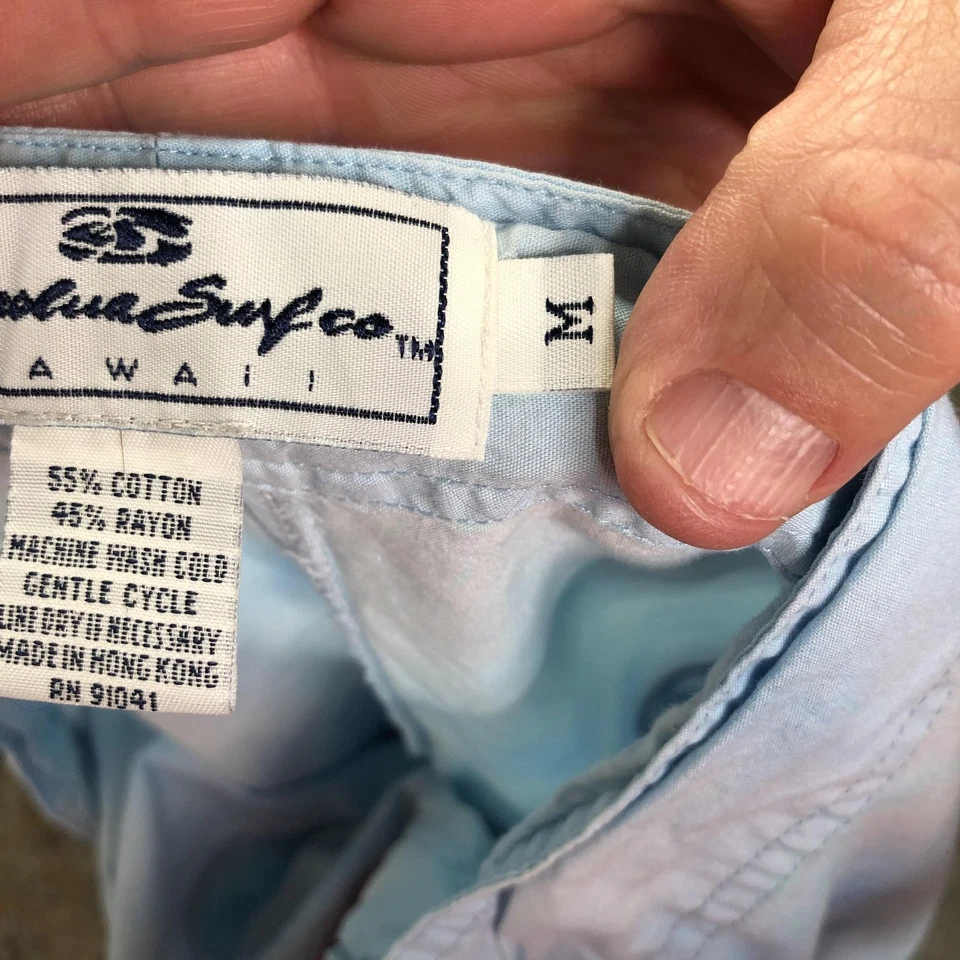 Surf co TM
A W A i i
M
55% COTTON
45% RAYON
MACHINE WASH COLD
GENTLE CYCLE
LINE DRY IF NECESSARY
MADE IN HONG KONG
RN 91041